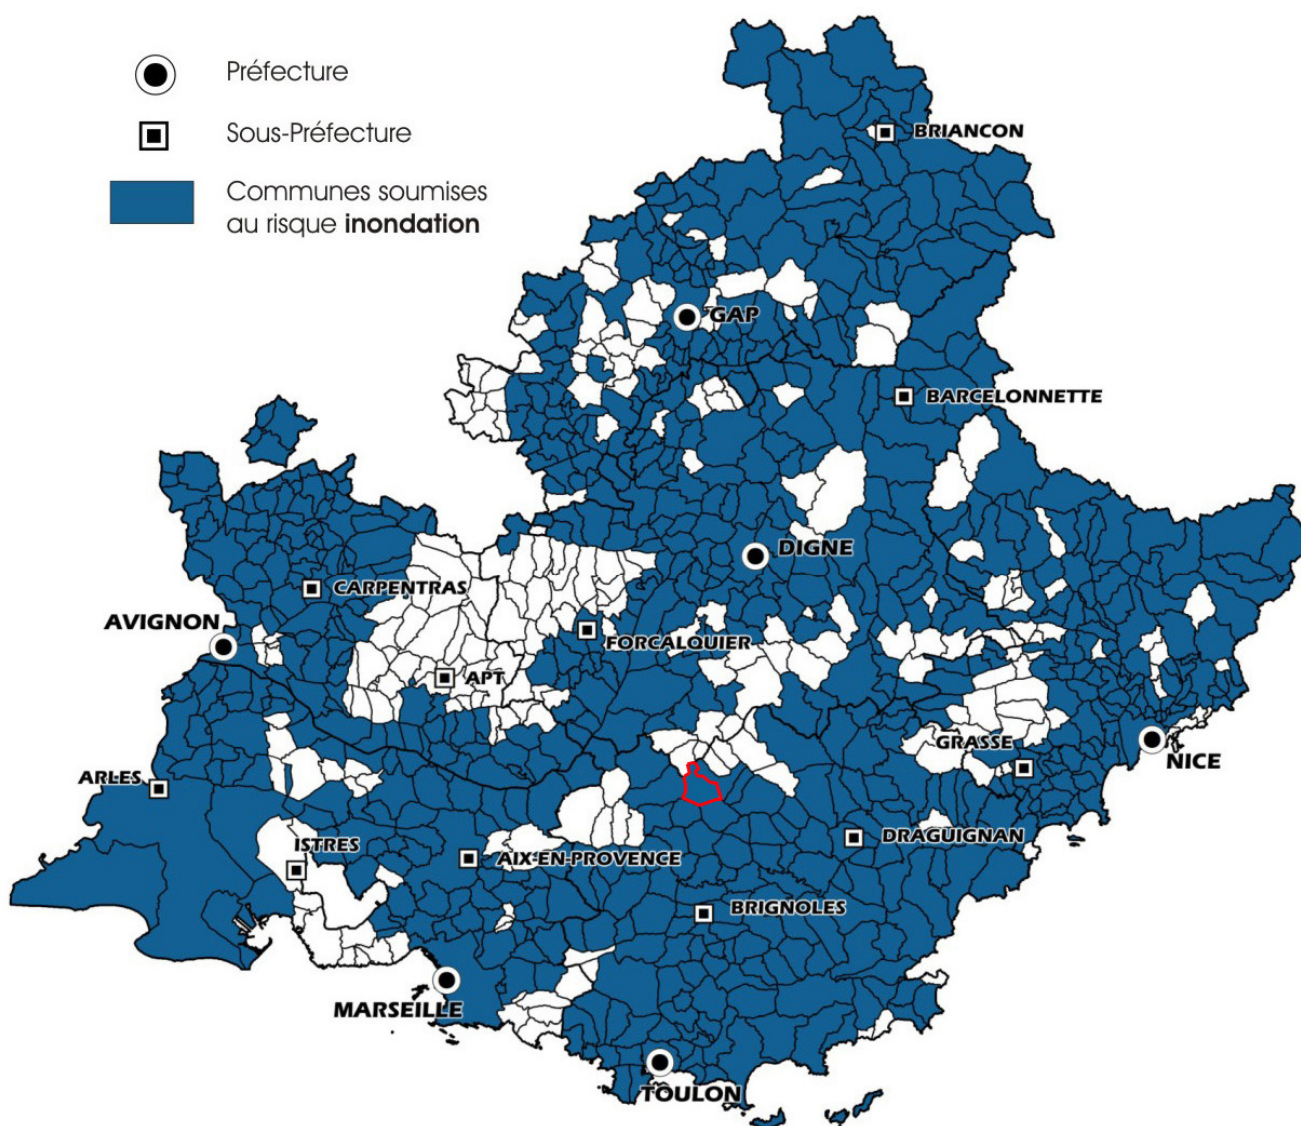 Préfecture
Sous-Préfecture
Communes soumises
au risque inondation
BRIANCON
GAP
BARCELONNETTE
DIGNE
CARPENTRAS
AVIGNON
FORCALQUIER
APT
GRASSE
NICE
ARLES
ISTRES
AIX-EN-PROVENCE
DRAGUIGNAN
BRIGNOLES
MARSEILLE
TOULON